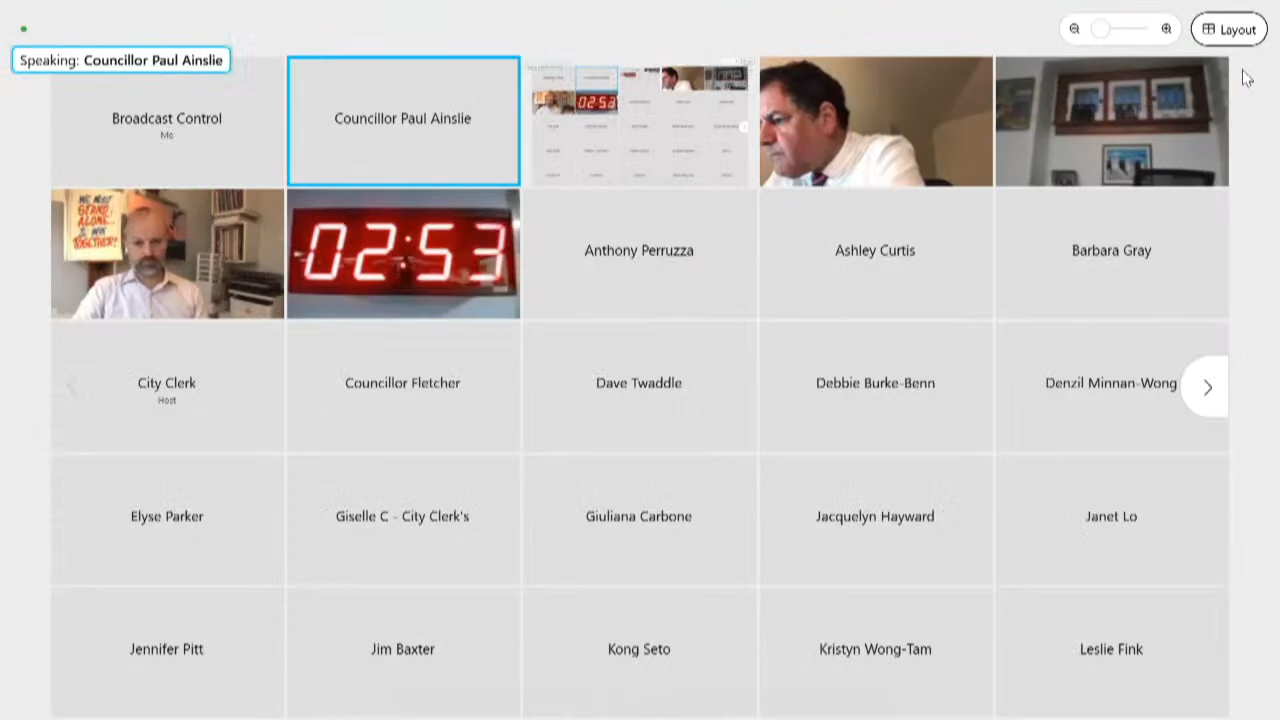 Layout
Speaking: Councillor Paul Ainslie
Broadcast Control
Me
Councillor Paul Ainslie
WE MUST
STAND
ALONE
TOGETHER!
02:53
Anthony Perruzza
Ashley Curtis
Barbara Gray
City Clerk
Host
Councillor Fletcher
Dave Twaddle
Debbie Burke-Benn
Denzil Minnan-Wong
Elyse Parker
Giselle C - City Clerk's
Giuliana Carbone
Jacquelyn Hayward
Janet Lo
Jennifer Pitt
Jim Baxter
Kong Seto
Kristyn Wong-Tam
Leslie Fink